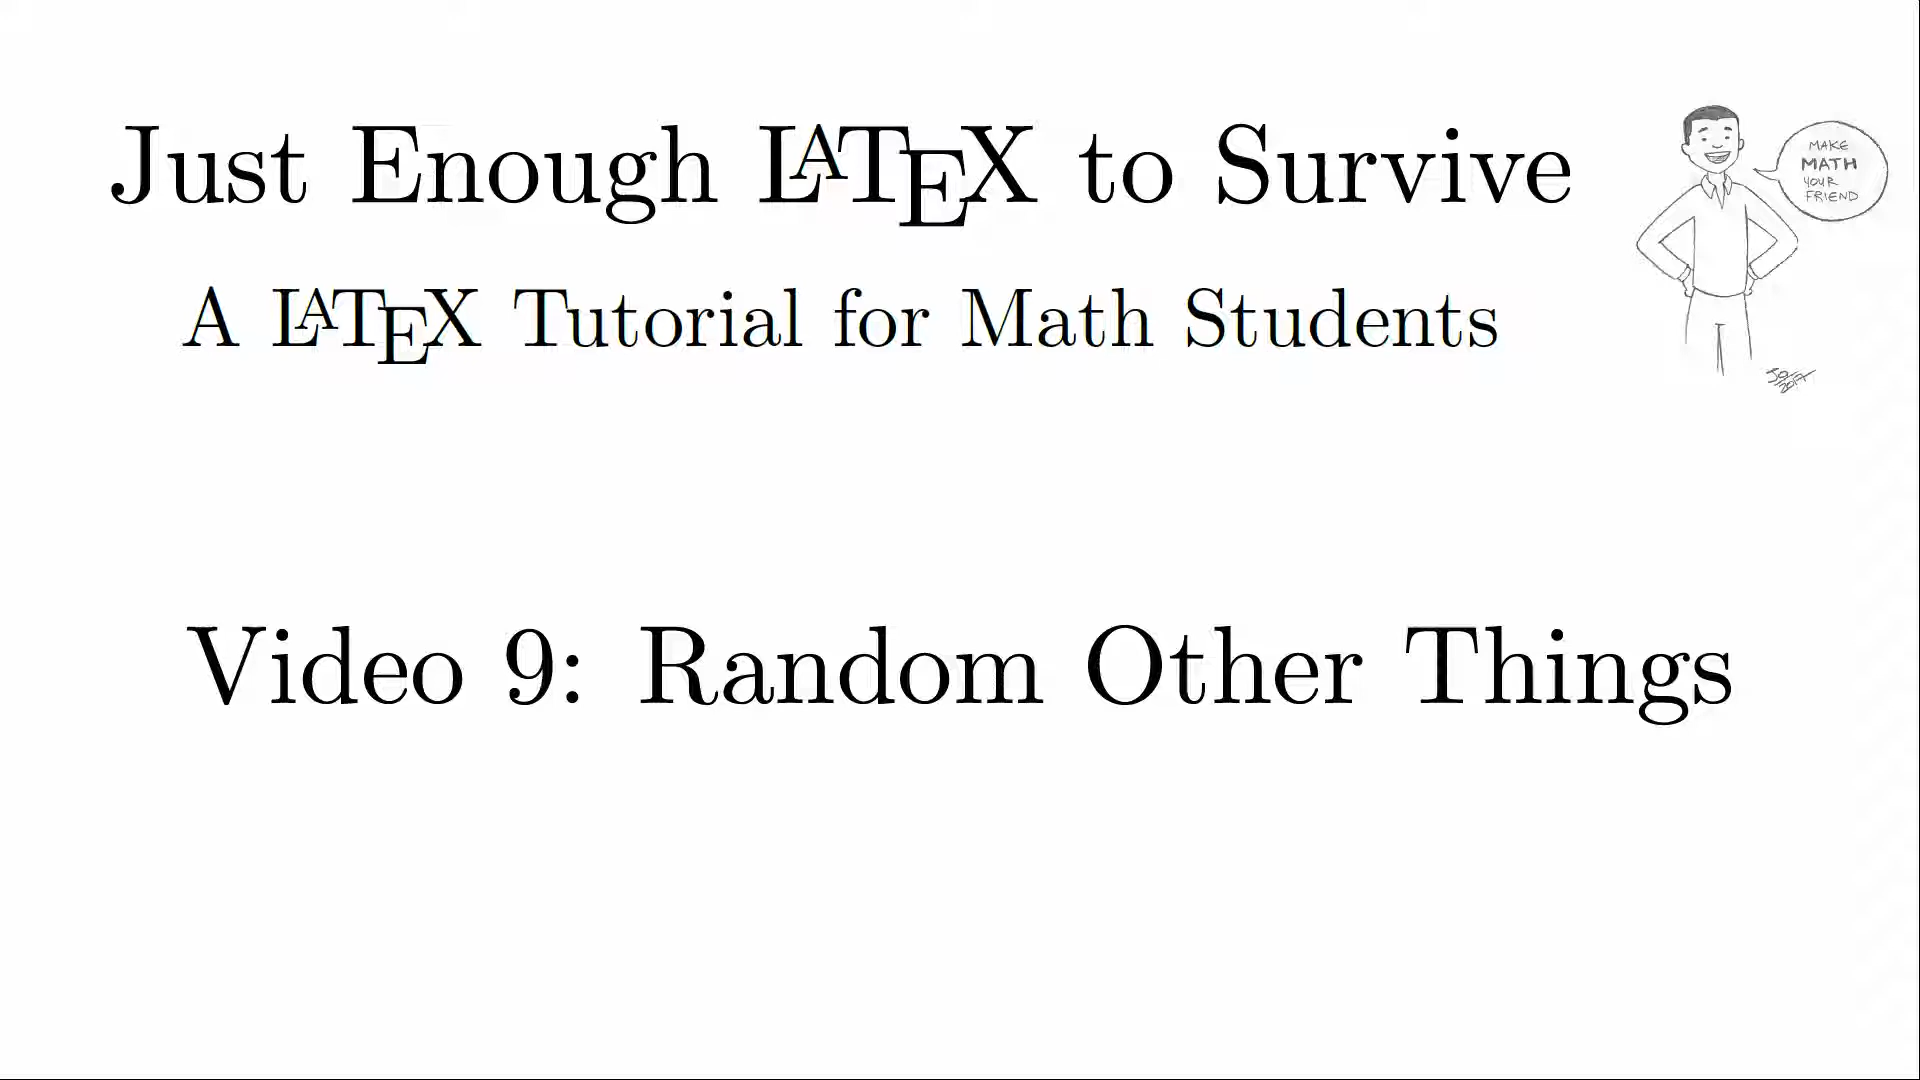 Just Enough LATEX to Survive
A LATEX Tutorial for Math Students
MAKE
MATH
YOUR
FRIEND
2017
Video 9: Random Other Things